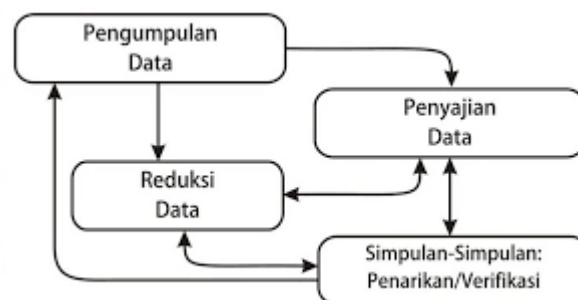 Pengumpulan
Data
Penyajian
Data
Reduksi
Data
Simpulan-Simpulan:
Penarikan/Verifikasi